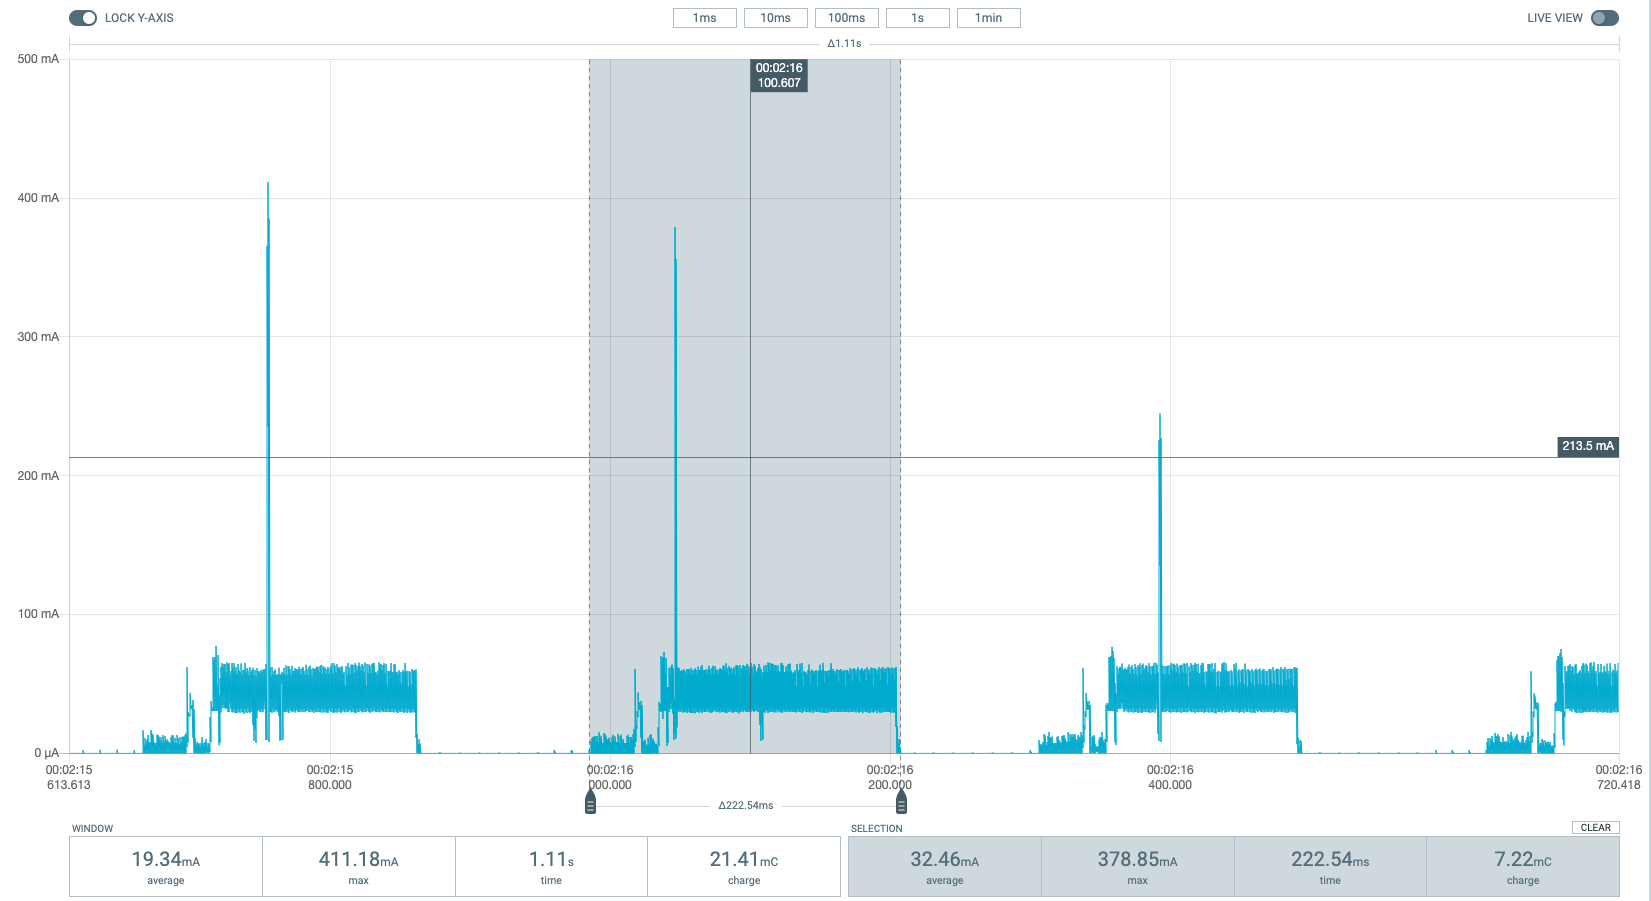 LOCK Y-AXIS
1ms
10ms
100ms
1s
1min
LIVE VIEW
Δ1.11s
500 mA
400 mA
300 mA
200 mA
100 mA
0 µA
00:02:16
100.607
213.5 mA
00:02:15
613.613
00:02:15
800.000
00:02:16
000.000
00:02:16
200.000
00:02:16
400.000
00:02:16
720.418
Δ222.54ms
WINDOW
19.34mA
average
411.18mA
max
1.11s
time
21.41mC
charge
SELECTION
CLEAR
32.46mA
average
378.85mA
max
222.54ms
time
7.22mC
charge